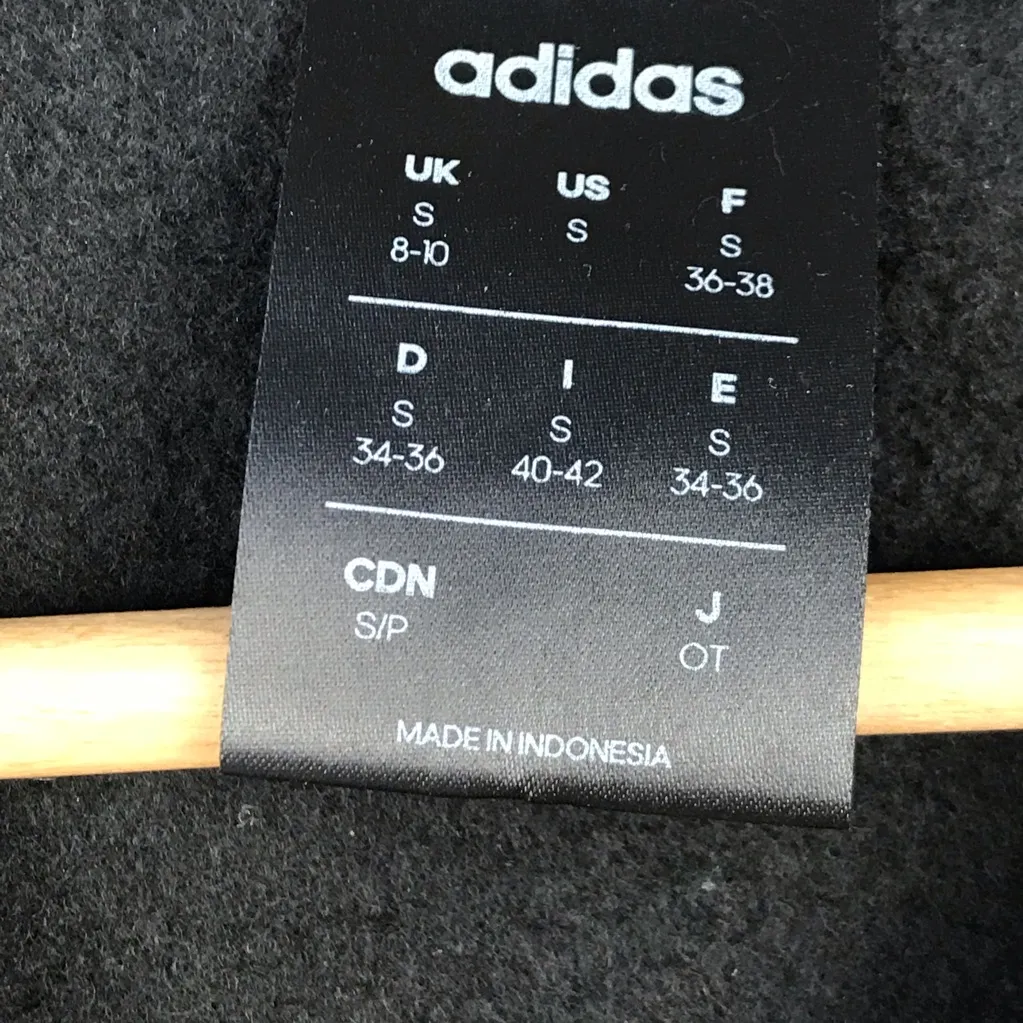 adidas
UK US F
S S S
8-10 36-38
D I E
S S S
34-36 40-42 34-36
CDN J
S/P OT
MADE IN INDONESIA